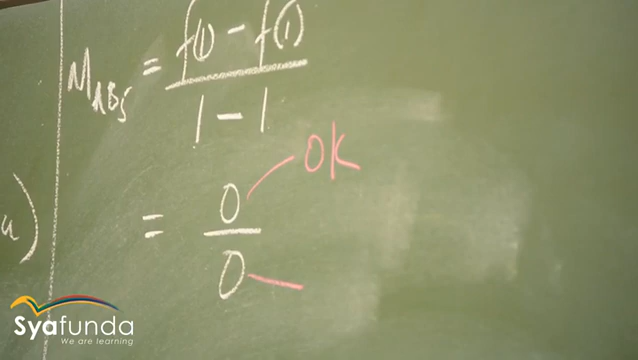 M_ABS = f(1) - f(1)
1 - 1
OK
= 0
0
a)
Syafunda
We are learning